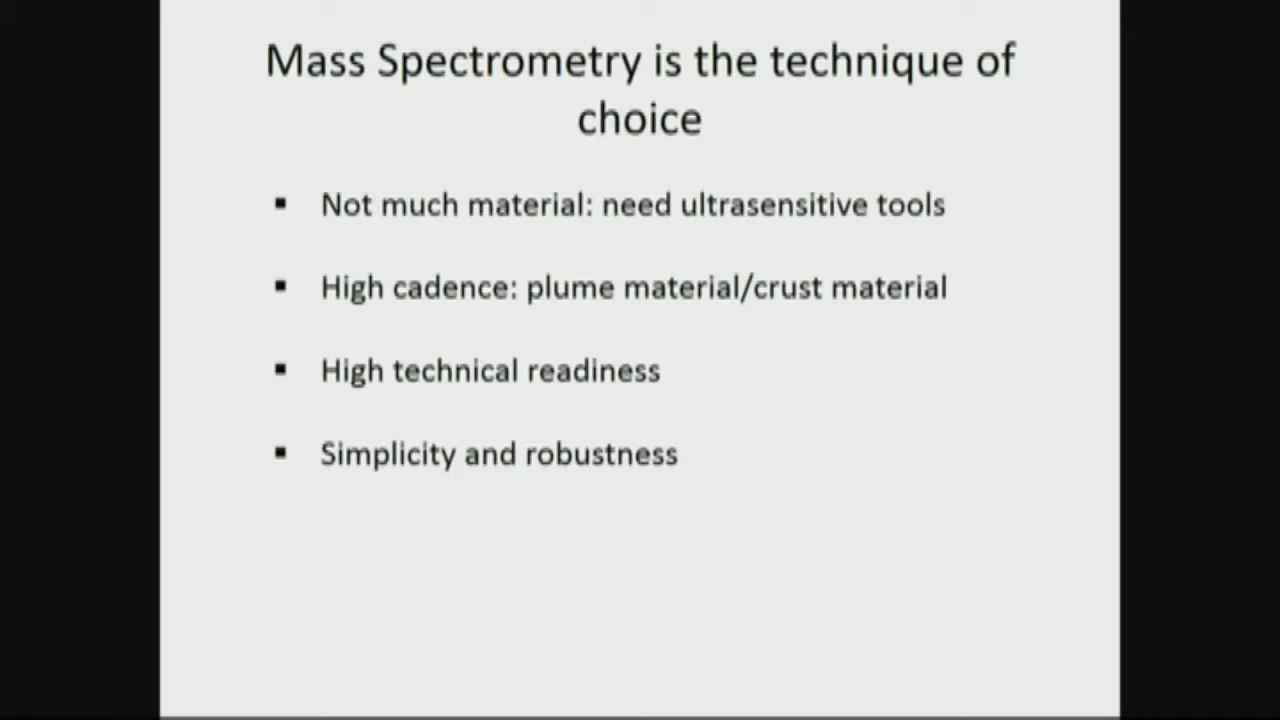 Mass Spectrometry is the technique of
choice
▪ Not much material: need ultrasensitive tools
▪ High cadence: plume material/crust material
▪ High technical readiness
▪ Simplicity and robustness